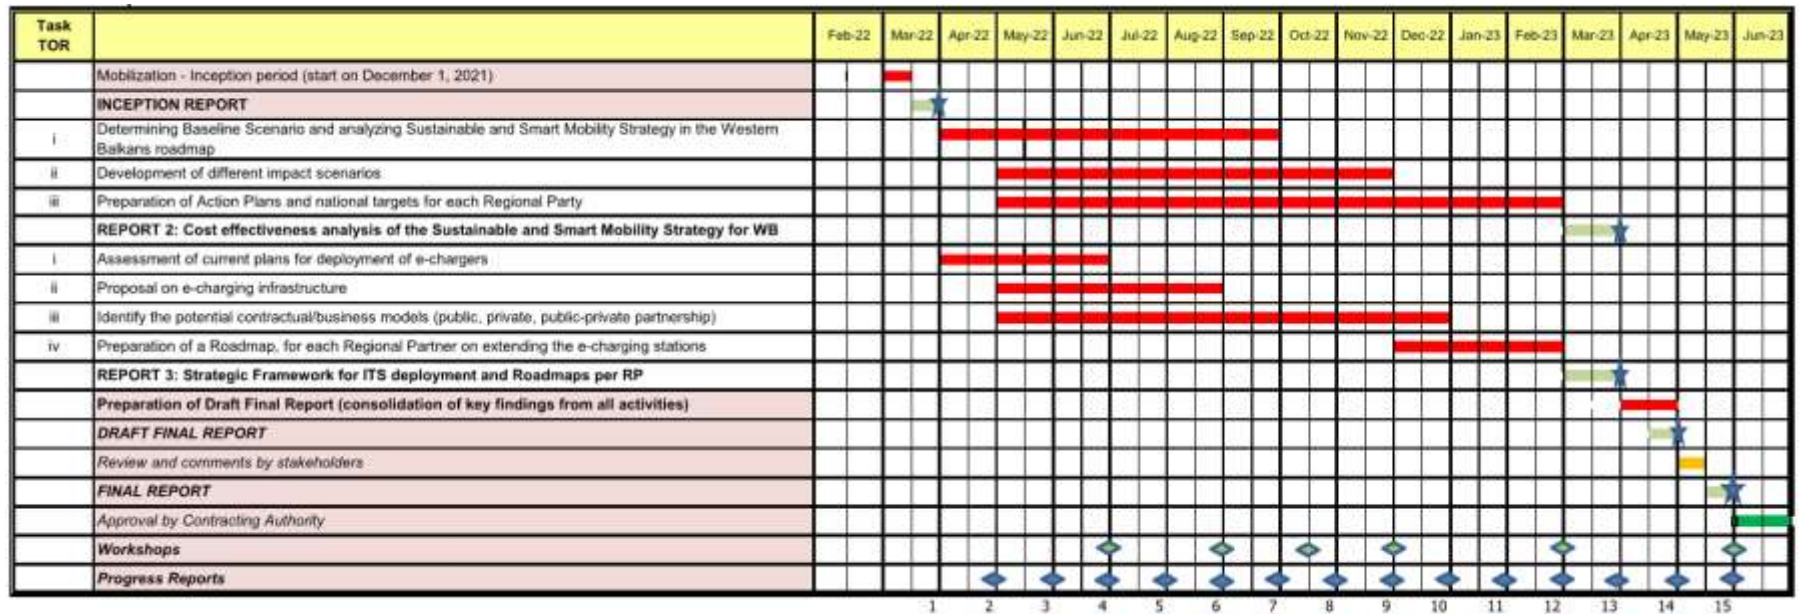 Task
TOR
Feb-22 Mar-22 Apr-22 May-22 Jun-22 Jul-22 Aug-22 Sep-22 Oct-22 Nov-22 Dec-22 Jan-23 Feb-23 Mar-23 Apr-23 May-23 Jun-23
Mobilization - Inception period (start on December 1, 2021)
INCEPTION REPORT
i Determining Baseline Scenario and analyzing Sustainable and Smart Mobility Strategy in the Western
Balkans roadmap
ii Development of different impact scenarios
iii Preparation of Action Plans and national targets for each Regional Party
REPORT 2: Cost effectiveness analysis of the Sustainable and Smart Mobility Strategy for WB
i Assessment of current plans for deployment of e-chargers
ii Proposal on e-charging infrastructure
iii Identify the potential contractual/business models (public, private, public-private partnership)
iv Preparation of a Roadmap, for each Regional Partner on extending the e-charging stations
REPORT 3: Strategic Framework for ITS deployment and Roadmaps per RP
Preparation of Draft Final Report (consolidation of key findings from all activities)
DRAFT FINAL REPORT
Review and comments by stakeholders
FINAL REPORT
Approval by Contracting Authority
Workshops
Progress Reports
1 2 3 4 5 6 7 8 9 10 11 12 13 14 15